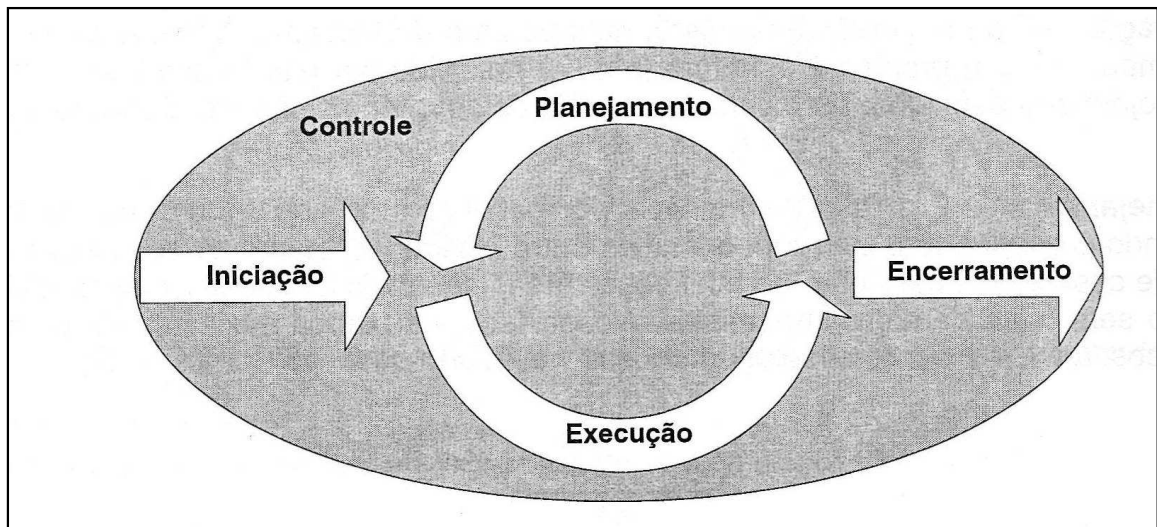 Controle
Planejamento
Iniciação
Encerramento
Execução